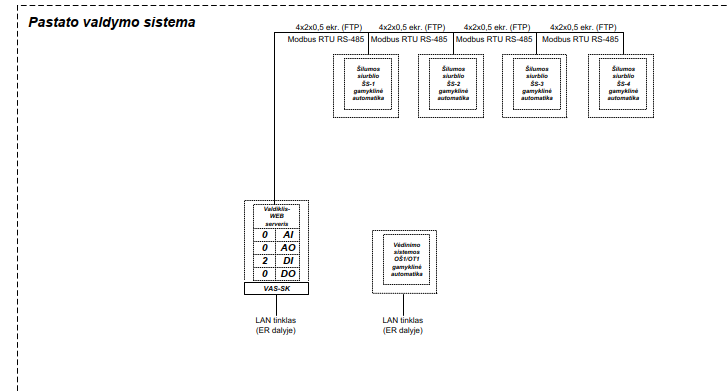 Pastato valdymo sistema
4x2x0,5 ekr. (FTP) 4x2x0,5 ekr. (FTP) 4x2x0,5 ekr. (FTP) 4x2x0,5 ekr. (FTP)
Modbus RTU RS-485 Modbus RTU RS-485 Modbus RTU RS-485 Modbus RTU RS-485
Šilumos
siurblio
ŠS-1
gamyklinė
automatika
Šilumos
siurblio
ŠS-2
gamyklinė
automatika
Šilumos
siurblio
ŠS-3
gamyklinė
automatika
Šilumos
siurblio
ŠS-4
gamyklinė
automatika
Valdiklis-
WEB
serveris
0 AI
0 AO
2 DI
0 DO
VAS-SK
LAN tinklas
(ER dalyje)
Vėdinimo
sistemos
OŠ1/OT1
gamyklinė
automatika
LAN tinklas
(ER dalyje)